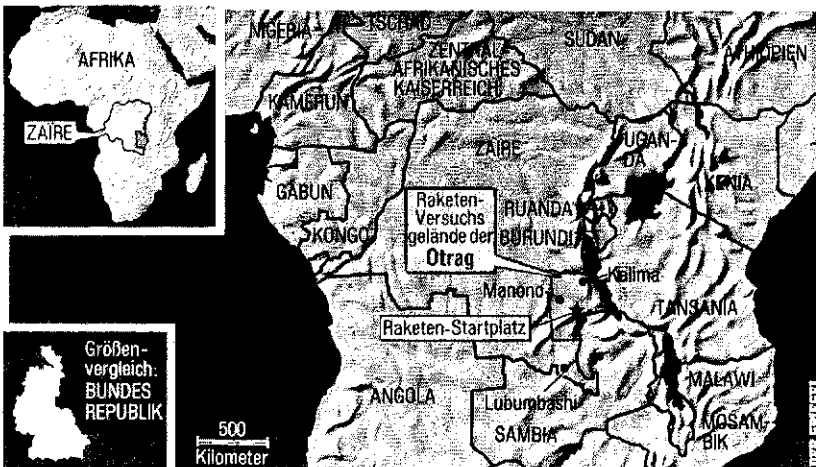 AFRIKA
ZAÏRE
NIGERIA
TSCHAD
ZENTRAL-
AFRIKANISCHES
KAISERREICH
SUDAN
ÄTHIOPIEN
KAMERUN
ZAÏRE
UGAN-
DA
KENIA
GABUN
KONGO
Raketen-
Versuchs
gelände der
Otrag
RUANDA
BURUNDI
Kalima
Manono
TANSANIA
Raketen-Startplatz
Größen-
vergleich:
BUNDES
REPUBLIK
ANGOLA
Lubumbashi
SAMBIA
MALAWI
MOSAM-
BIK
500
Kilometer